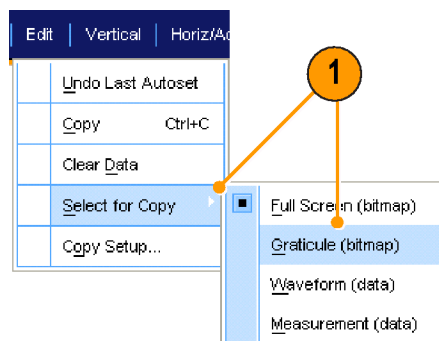 Edit Vertical Horiz/Ac
1
Undo Last Autoset
Copy Ctrl+C
Clear Data
Select for Copy
Copy Setup...
Full Screen (bitmap)
Graticule (bitmap)
Waveform (data)
Measurement (data)